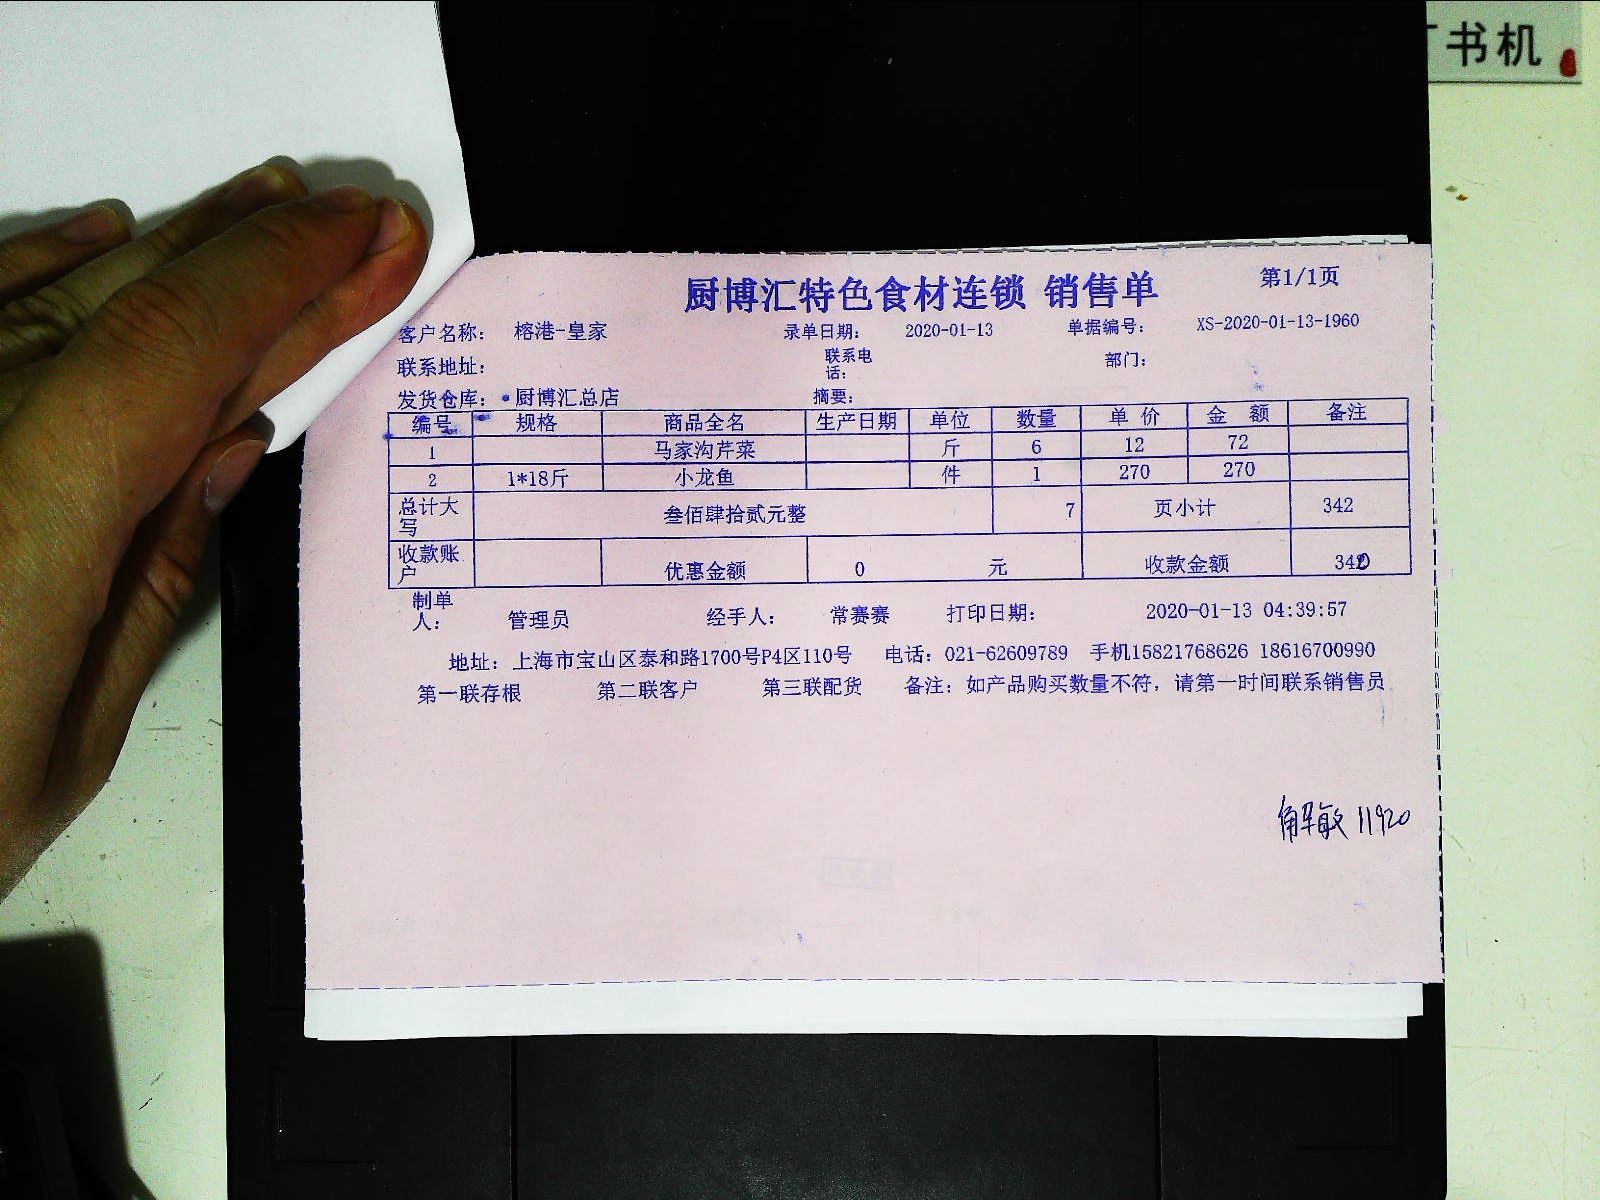 书机
厨博汇特色食材连锁 销售单
第1/1页
客户名称： 榕港-皇家 录单日期： 2020-01-13 单据编号： XS-2020-01-13-1960
联系地址： 联系电话： 部门：
发货仓库： 厨博汇总店 摘要：
编号 规格 商品全名 生产日期 单位 数量 单价 金额 备注
1 马家沟芹菜 斤 6 12 72
2 1*18斤 小龙鱼 件 1 270 270
总计大写 叁佰肆拾贰元整 7 页小计 342
收款账户 优惠金额 0 元 收款金额 340
制单人： 管理员 经手人： 常赛赛 打印日期： 2020-01-13 04:39:57
地址：上海市宝山区泰和路1700号P4区110号 电话：021-62609789 手机15821768626 18616700990
第一联存根 第二联客户 第三联配货 备注：如产品购买数量不符，请第一时间联系销售员
解敏 11920